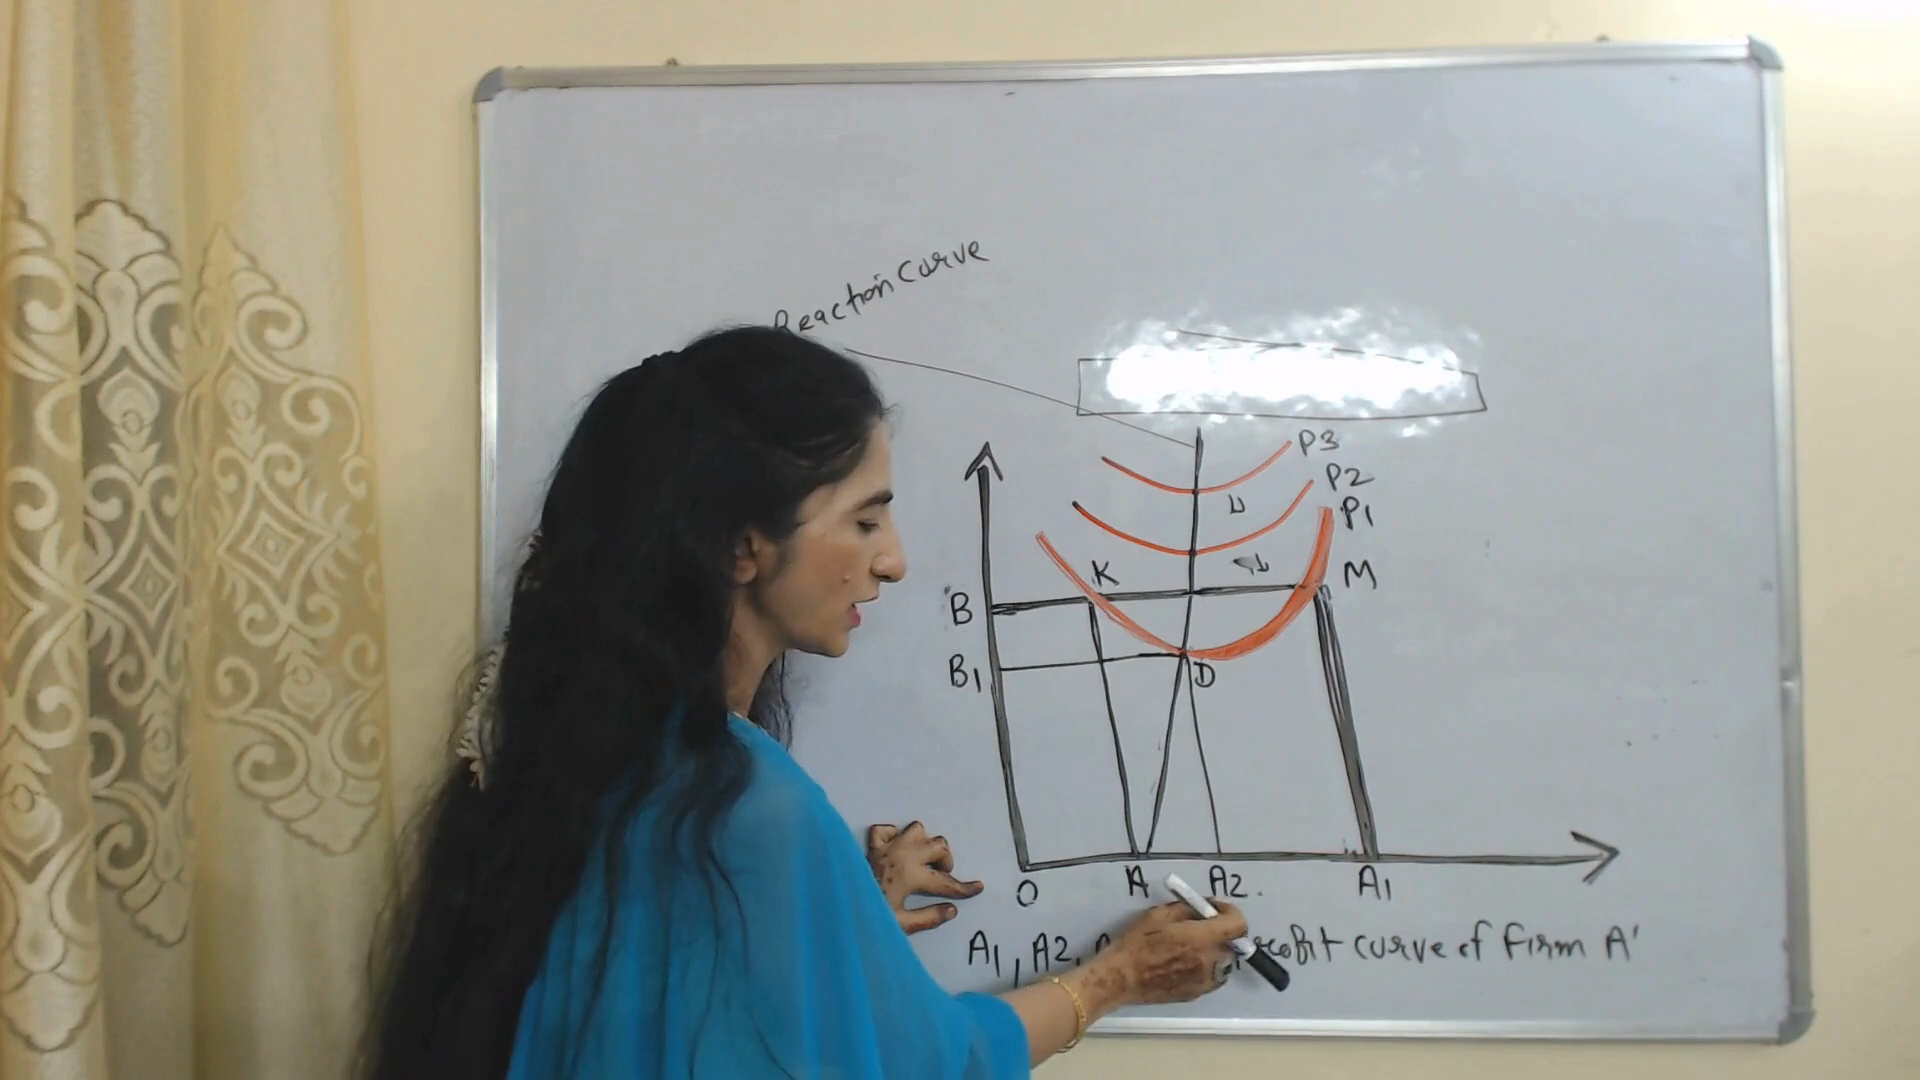 Reaction Curve
P3
P2
P1
K
M
B
B1
D
O
A
A2.
A1
A1, A2, curve of Firm A'